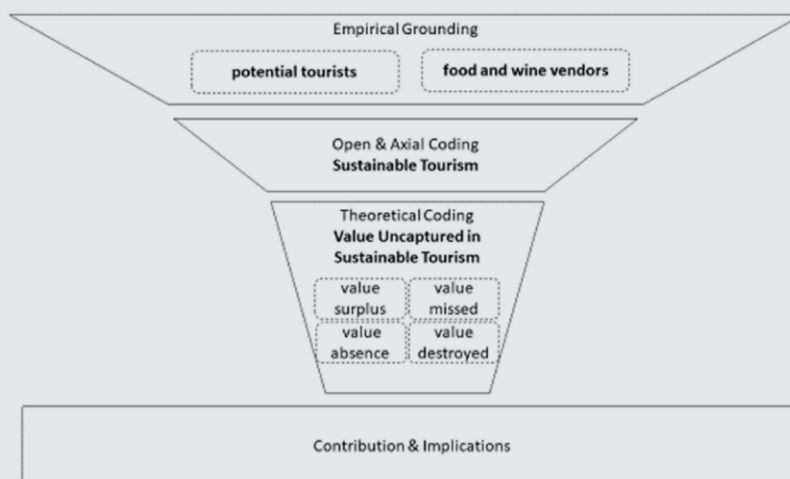 Empirical Grounding
potential tourists
food and wine vendors
Open & Axial Coding
Sustainable Tourism
Theoretical Coding
Value Uncaptured in
Sustainable Tourism
value
surplus
value
missed
value
absence
value
destroyed
Contribution & Implications